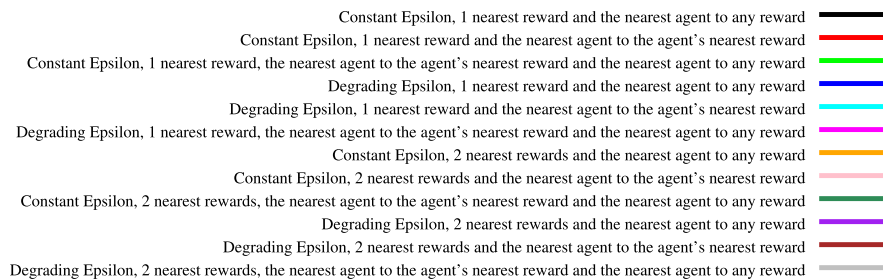 Constant Epsilon, 1 nearest reward and the nearest agent to any reward
Constant Epsilon, 1 nearest reward and the nearest agent to the agent's nearest reward
Constant Epsilon, 1 nearest reward, the nearest agent to the agent's nearest reward and the nearest agent to any reward
Degrading Epsilon, 1 nearest reward and the nearest agent to any reward
Degrading Epsilon, 1 nearest reward and the nearest agent to the agent's nearest reward
Degrading Epsilon, 1 nearest reward, the nearest agent to the agent's nearest reward and the nearest agent to any reward
Constant Epsilon, 2 nearest rewards and the nearest agent to any reward
Constant Epsilon, 2 nearest rewards and the nearest agent to the agent's nearest reward
Constant Epsilon, 2 nearest rewards, the nearest agent to the agent's nearest reward and the nearest agent to any reward
Degrading Epsilon, 2 nearest rewards and the nearest agent to any reward
Degrading Epsilon, 2 nearest rewards and the nearest agent to the agent's nearest reward
Degrading Epsilon, 2 nearest rewards, the nearest agent to the agent's nearest reward and the nearest agent to any reward